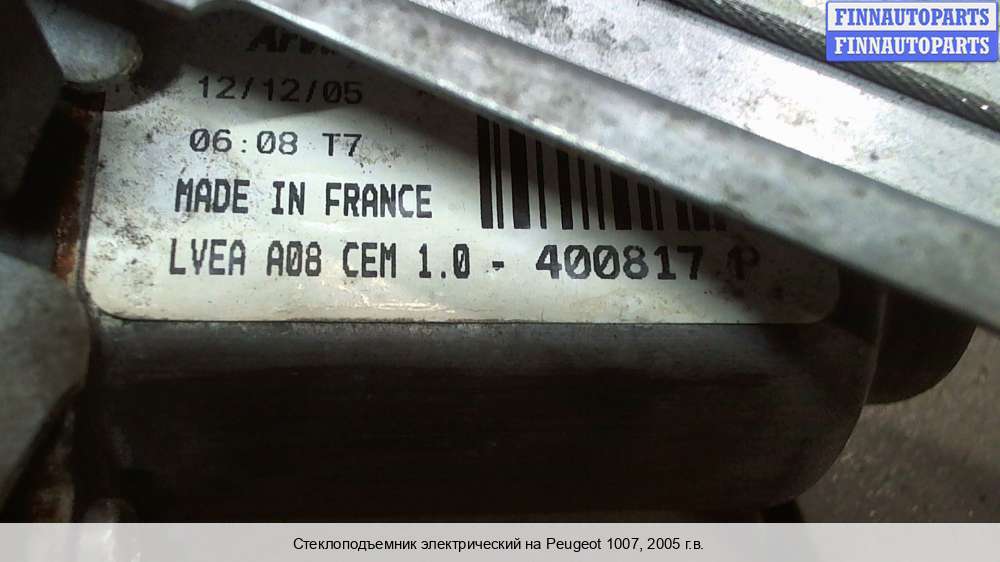 FINNAUTOPARTS
FINNAUTOPARTS
12/12/05
06:08 T7
MADE IN FRANCE
LVEA A08 CEM 1.0 - 400817 P
Стеклоподъемник электрический на Peugeot 1007, 2005 г.в.